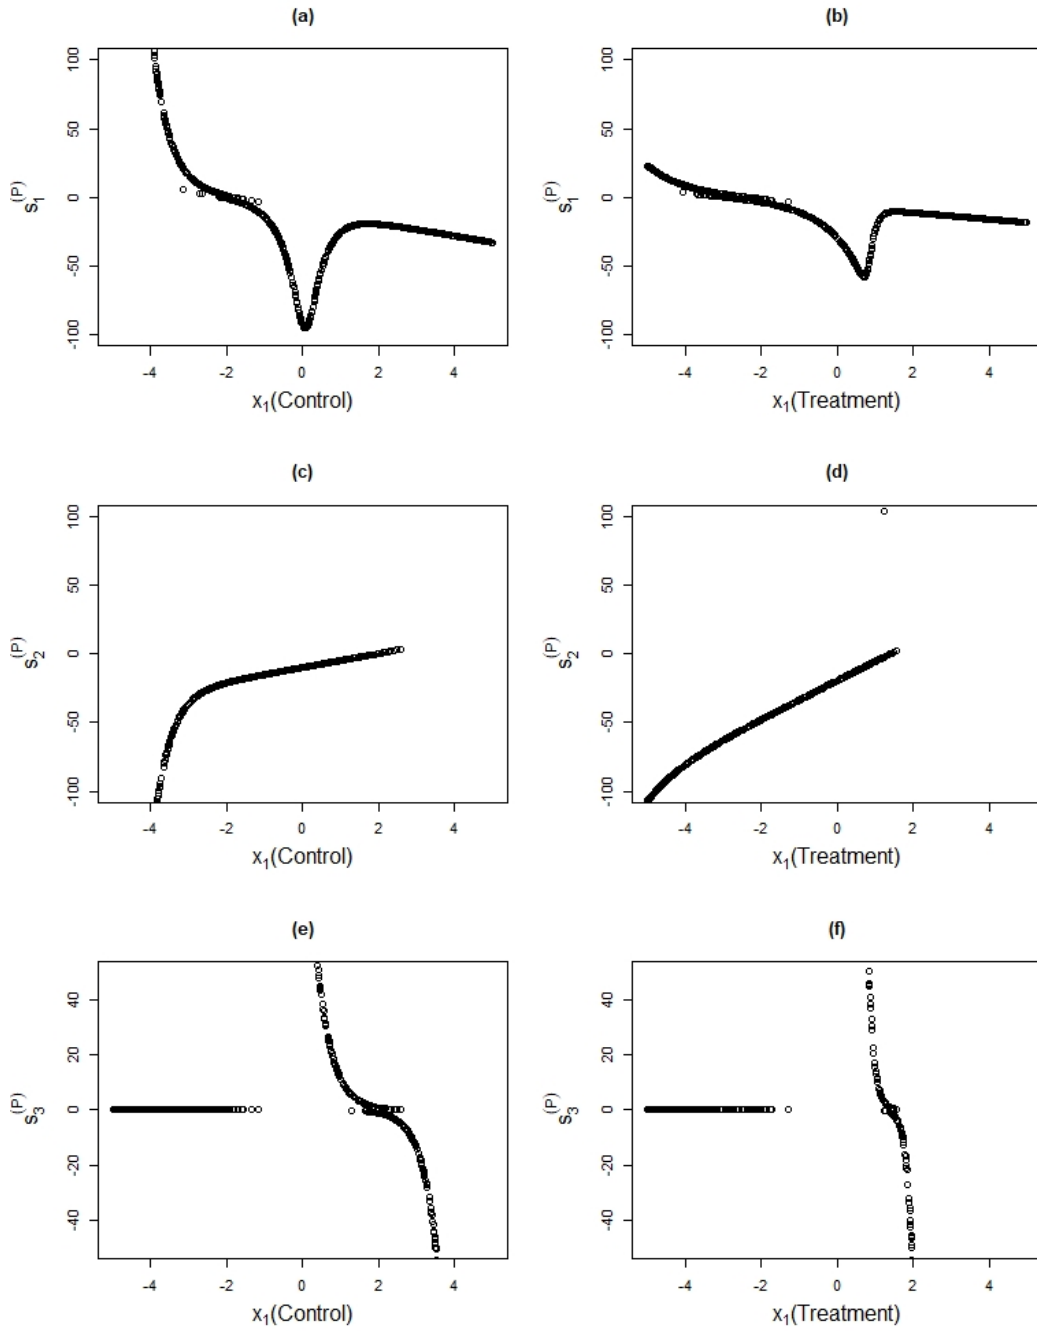 (a)
100
50
0
-50
-100
s₁⁽ᴾ⁾
-4 -2 0 2 4
x₁(Control)
(b)
100
50
0
-50
-100
s₁⁽ᴾ⁾
-4 -2 0 2 4
x₁(Treatment)
(c)
100
50
0
-50
-100
s₂⁽ᴾ⁾
-4 -2 0 2 4
x₁(Control)
(d)
100
50
0
-50
-100
s₂⁽ᴾ⁾
-4 -2 0 2 4
x₁(Treatment)
(e)
40
20
0
-20
-40
s₃⁽ᴾ⁾
-4 -2 0 2 4
x₁(Control)
(f)
40
20
0
-20
-40
s₃⁽ᴾ⁾
-4 -2 0 2 4
x₁(Treatment)